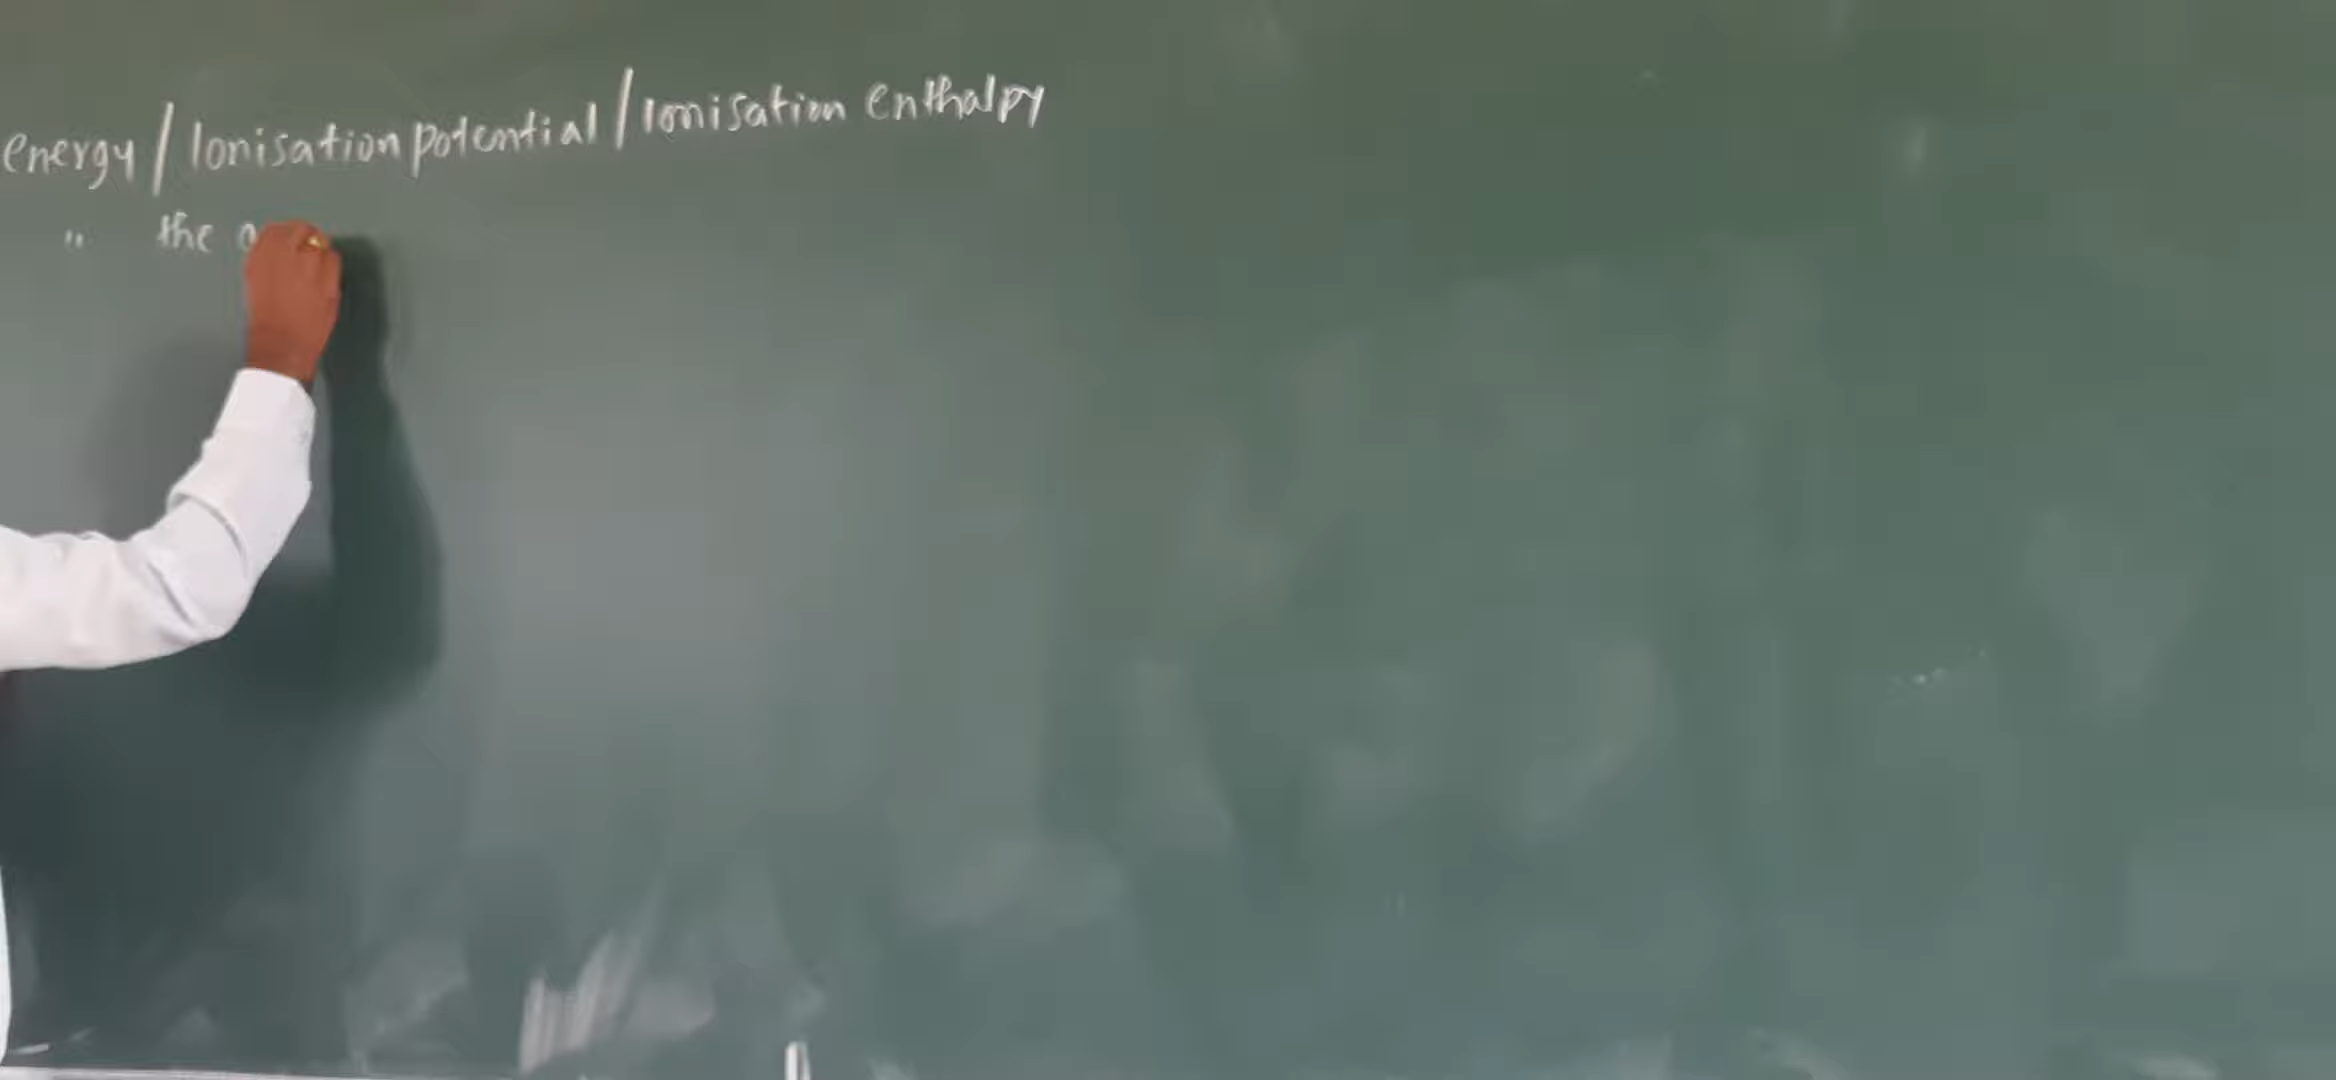 energy / Ionisation potential / Ionisation enthalpy
" the